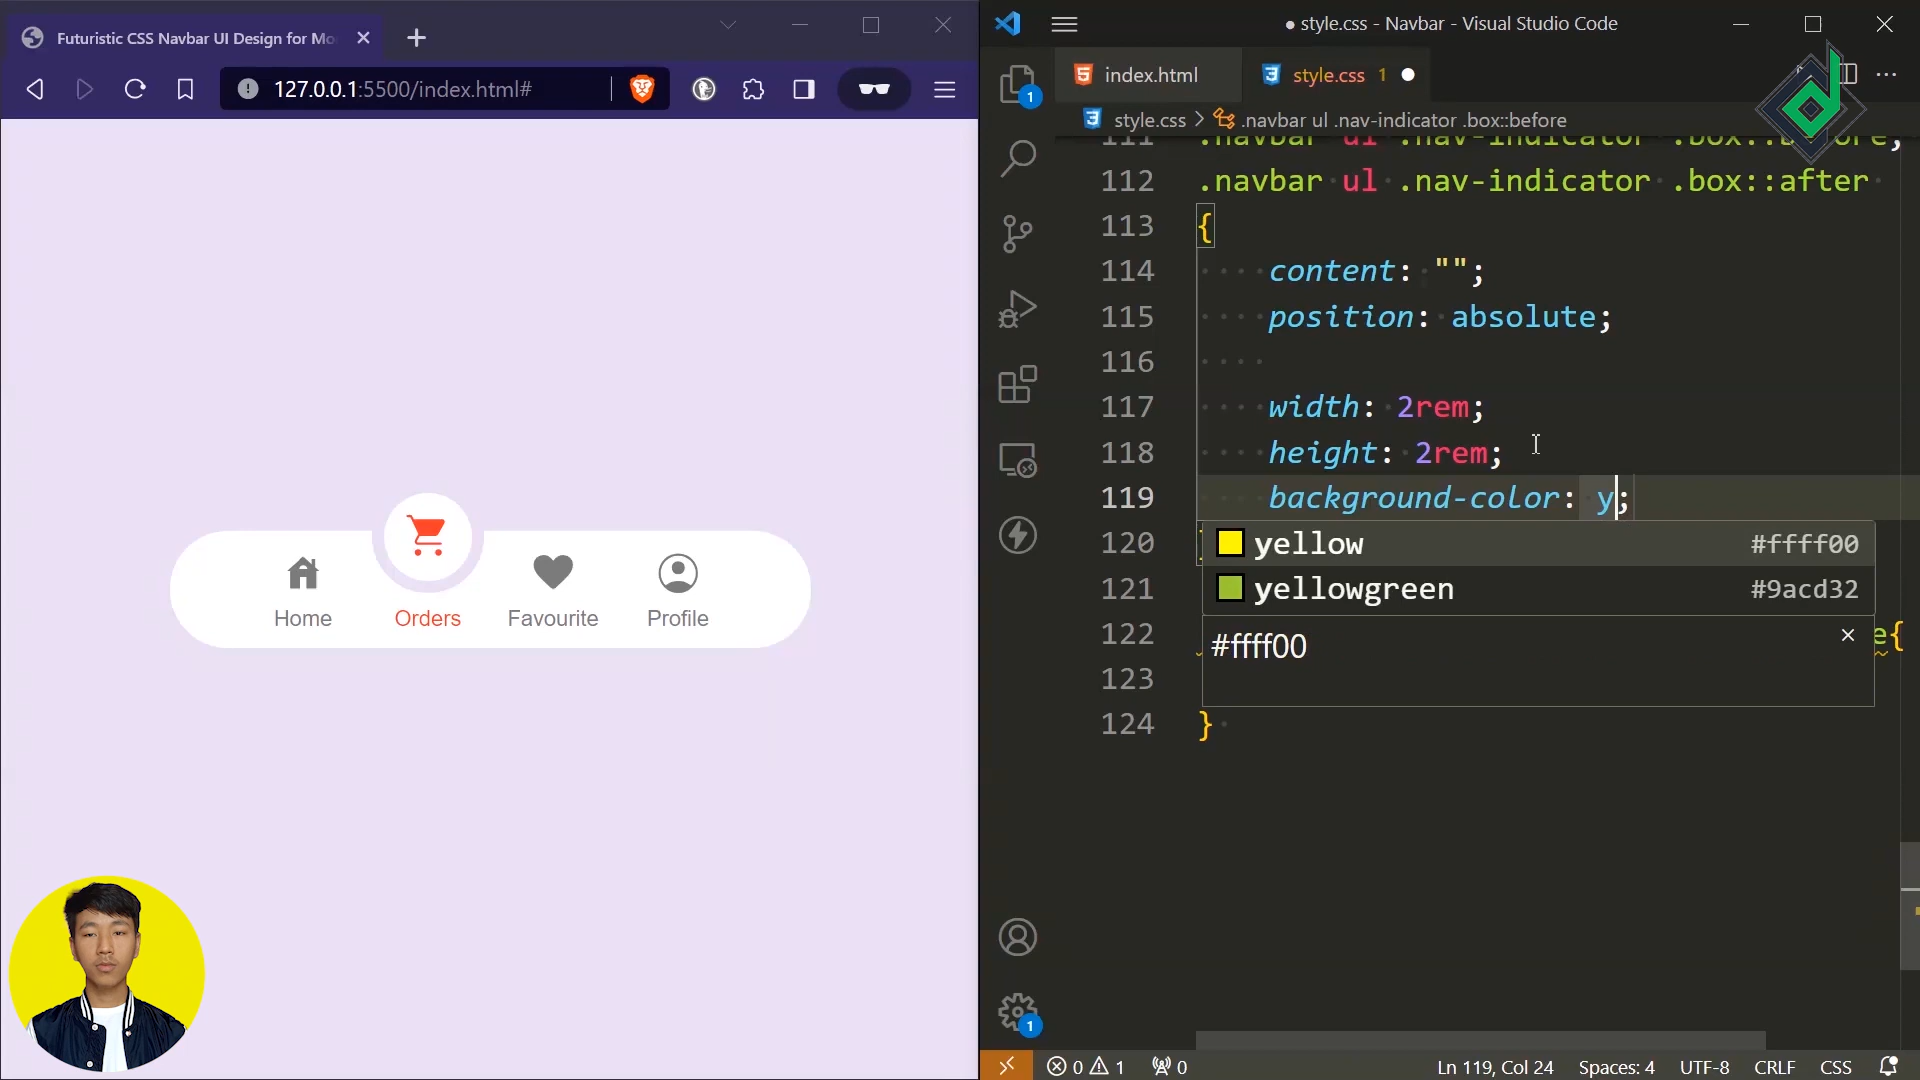 Futuristic CSS Navbar UI Design for Mo
127.0.0.1:5500/index.html#
Home
Orders
Favourite
Profile
style.css - Navbar - Visual Studio Code
index.html
style.css 1
style.css > .navbar ul .nav-indicator .box::before
111 .navbar ul .nav-indicator .box::before,
112 .navbar ul .nav-indicator .box::after
113 {
114 content: "";
115 position: absolute;
116
117 width: 2rem;
118 height: 2rem;
119 background-color: y;
yellow #ffff00
120
yellowgreen #9acd32
121
#ffff00
122 e{
123
124 }
1
1
0 1 0
Ln 119, Col 24 Spaces: 4 UTF-8 CRLF CSS